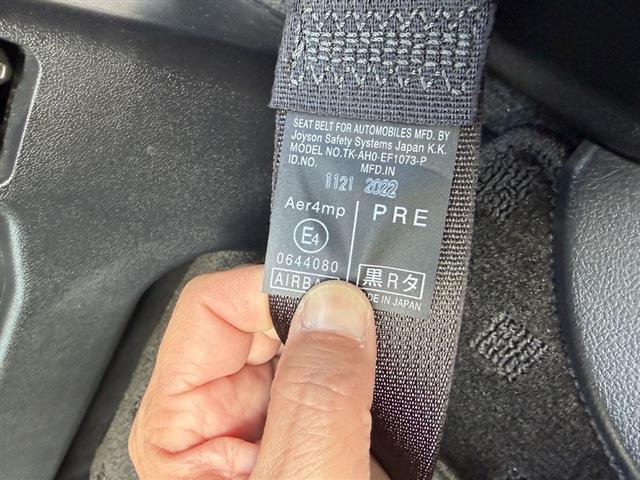 SEAT BELT FOR AUTOMOBILES MFD. BY
Joyson Safety Systems Japan K.K.
MODEL NO. TK-AH0-EF1073-P
ID.NO. MFD.IN
1121 2022
Aer4mp PRE
E4
0644080
黒Rタ
MADE IN JAPAN